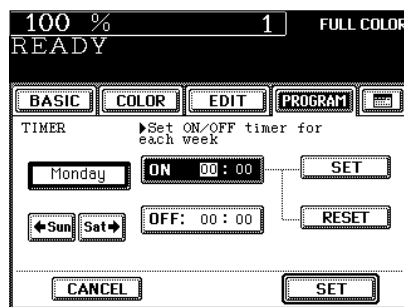 100 % 1 FULL COLOR
READY
BASIC COLOR EDIT PROGRAM
TIMER ▶Set ON/OFF timer for
each week
Monday ON 00:00 SET
←Sun Sat→ OFF: 00:00 RESET
CANCEL SET